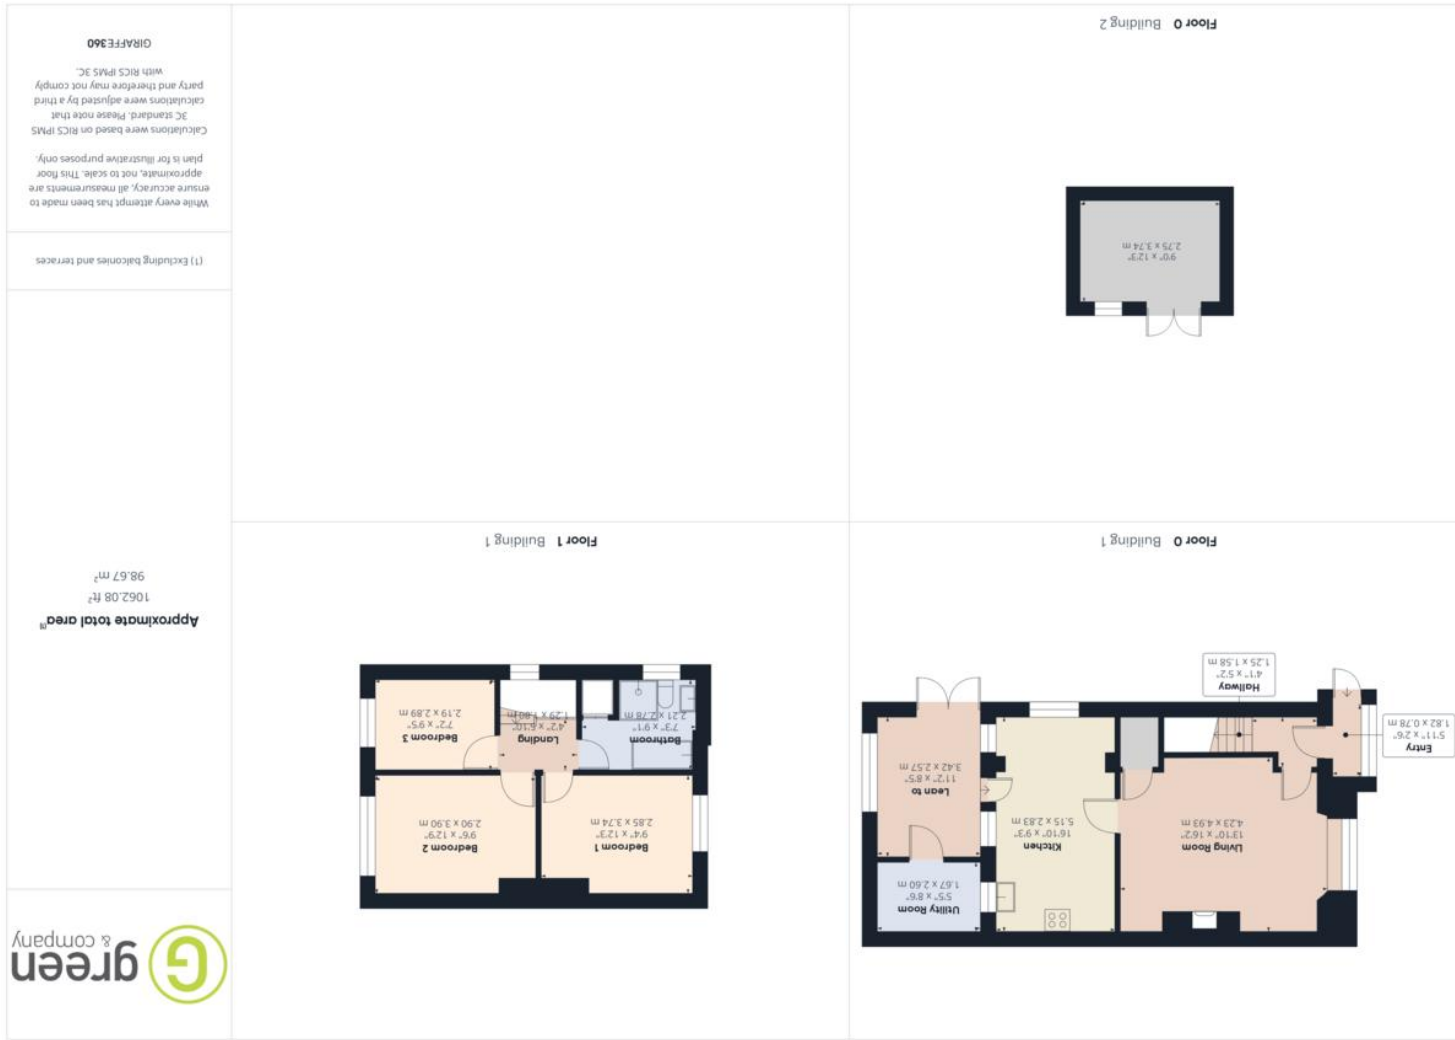 green
& company
Approximate total area⁽¹⁾
1062.08 ft²
98.67 m²
(1) Excluding balconies and terraces
While every attempt has been made to
ensure accuracy, all measurements are
approximate, not to scale. This floor
plan is for illustrative purposes only.
Calculations were based on RICS IPMS
3C standard. Please note that
calculations were adjusted by a third
party and therefore may not comply
with RICS IPMS 3C.
GIRAFFE360
Living Room
13'10" x 16'2"
4.23 x 4.93 m
Kitchen
16'10" x 9'3"
5.15 x 2.83 m
Utility Room
5'5" x 8'6"
1.67 x 2.60 m
Lean to
11'2" x 8'5"
3.42 x 2.57 m
Entry
5'11" x 2'6"
1.82 x 0.78 m
Hallway
4'1" x 5'2"
1.25 x 1.58 m
Floor 0 Building 1
Bedroom 1
9'4" x 12'3"
2.85 x 3.74 m
Bedroom 2
9'6" x 12'9"
2.90 x 3.90 m
Bathroom
7'3" x 9'1"
2.21 x 2.78 m
Landing
4'2" x 5'10"
1.29 x 1.80 m
Bedroom 3
7'2" x 9'5"
2.19 x 2.89 m
Floor 1 Building 1
9'0" x 12'3"
2.75 x 3.74 m
Floor 0 Building 2